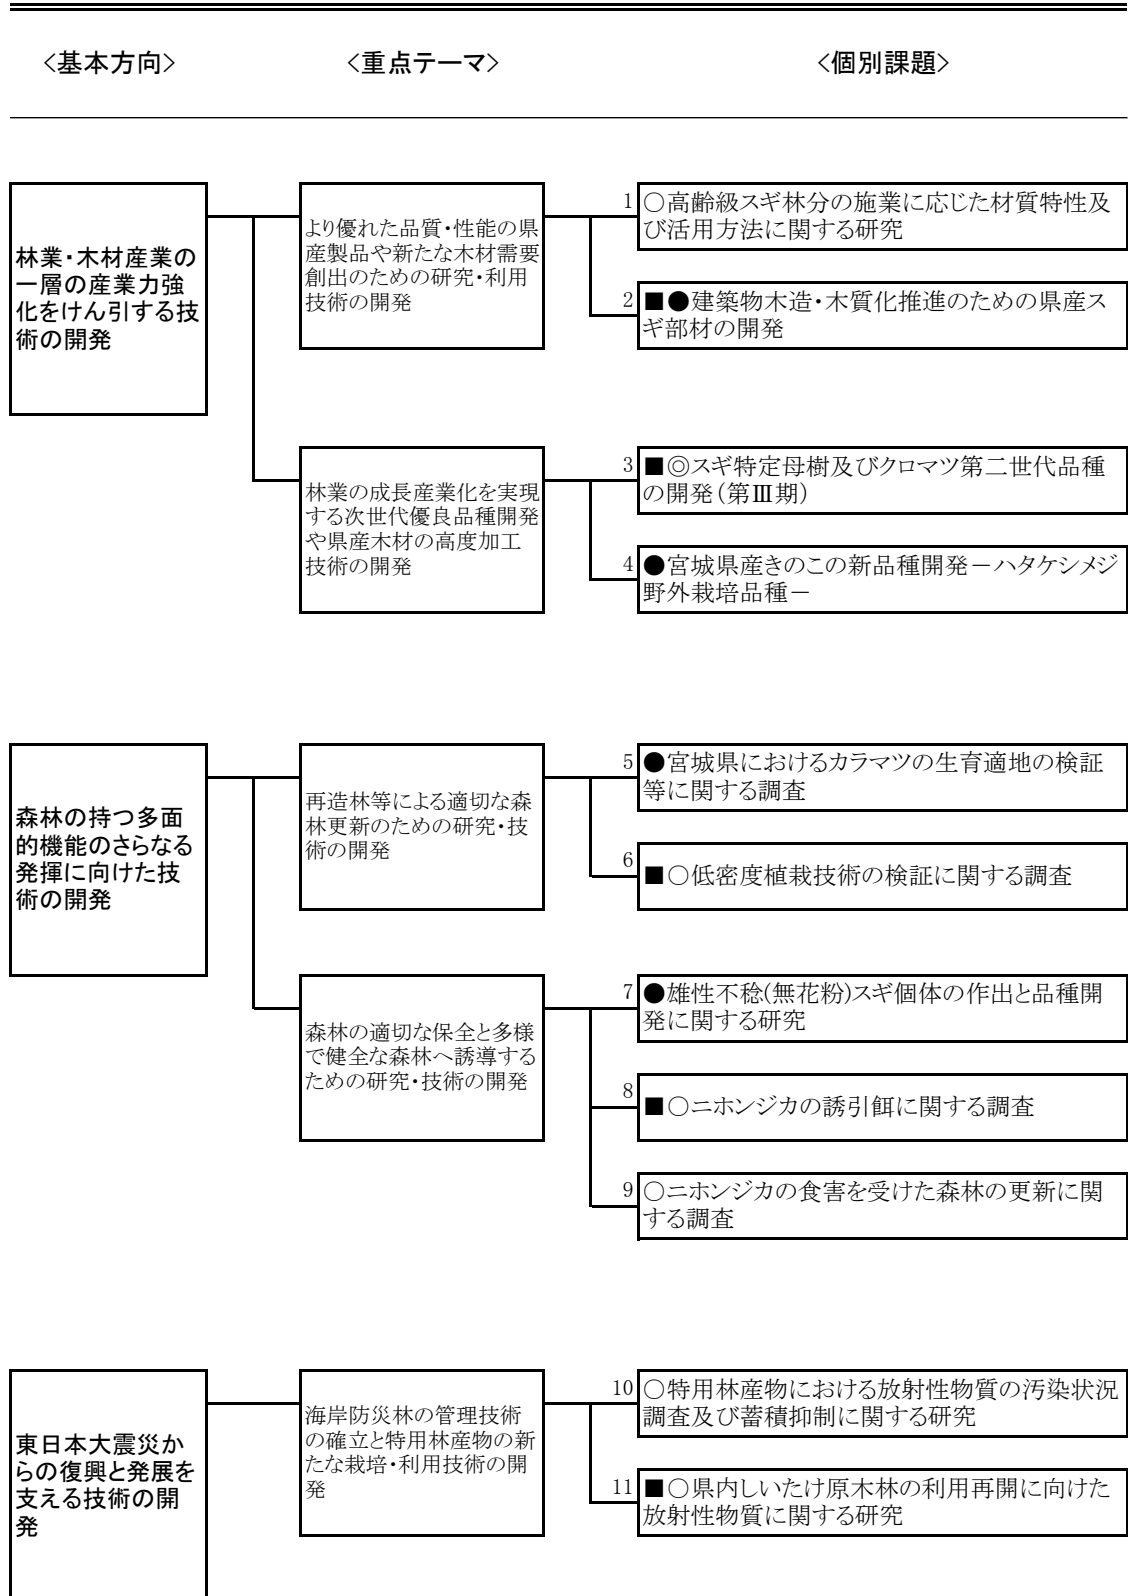 <基本方向>
<重点テーマ>
<個別課題>
林業・木材産業の
一層の産業力強
化をけん引する技
術の開発
より優れた品質・性能の県
産製品や新たな木材需要
創出のための研究・利用
技術の開発
1
○高齢級スギ林分の施業に応じた材質特性及
び活用方法に関する研究
2
■●建築物木造・木質化推進のための県産ス
ギ部材の開発
林業の成長産業化を実現
する次世代優良品種開発
や県産木材の高度加工
技術の開発
3
■◎スギ特定母樹及びクロマツ第二世代品種
の開発(第Ⅲ期)
4
●宮城県産きのこの新品種開発－ハタケシメジ
野外栽培品種－
森林の持つ多面
的機能のさらなる
発揮に向けた技
術の開発
再造林等による適切な森
林更新のための研究・技
術の開発
5
●宮城県におけるカラマツの生育適地の検証
等に関する調査
6
■○低密度植栽技術の検証に関する調査
森林の適切な保全と多様
で健全な森林へ誘導する
ための研究・技術の開発
7
●雄性不稔(無花粉)スギ個体の作出と品種開
発に関する研究
8
■○ニホンジカの誘引餌に関する調査
9
○ニホンジカの食害を受けた森林の更新に関
する調査
東日本大震災か
らの復興と発展を
支える技術の開
発
海岸防災林の管理技術
の確立と特用林産物の新
たな栽培・利用技術の開
発
10
○特用林産物における放射性物質の汚染状況
調査及び蓄積抑制に関する研究
11
■○県内しいたけ原木林の利用再開に向けた
放射性物質に関する研究